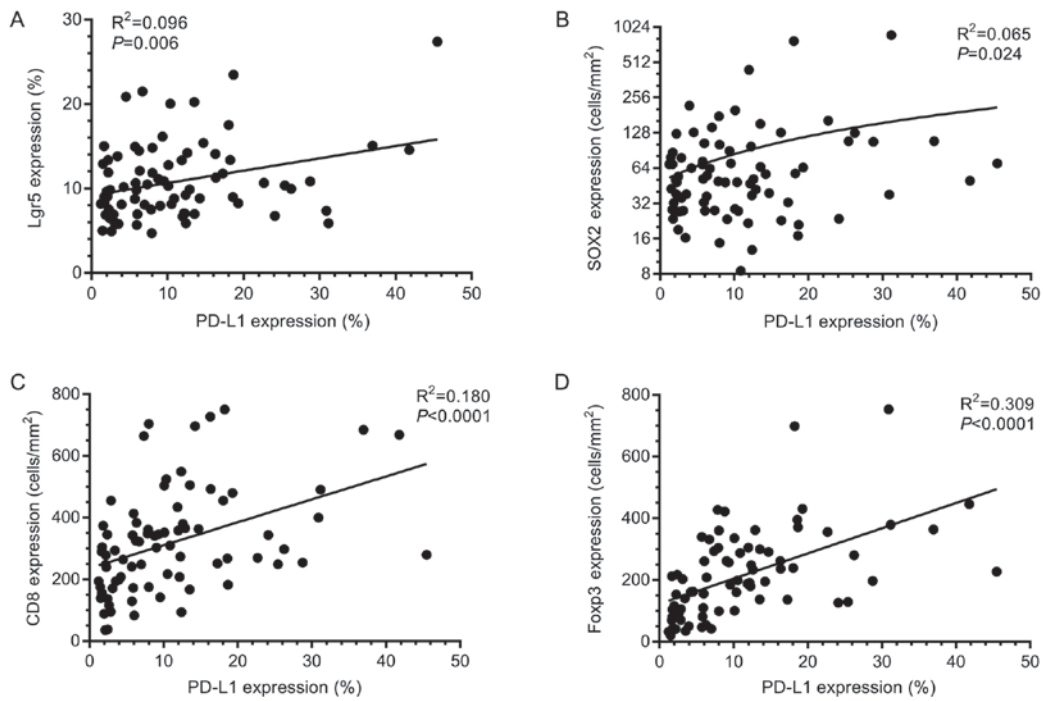 A
R²=0.096
P=0.006
30
20
10
0
Lgr5 expression (%)
0 10 20 30 40 50
PD-L1 expression (%)
B
R²=0.065
P=0.024
1024
512
256
128
64
32
16
8
SOX2 expression (cells/mm²)
0 10 20 30 40 50
PD-L1 expression (%)
C
R²=0.180
P<0.0001
800
600
400
200
0
CD8 expression (cells/mm²)
0 10 20 30 40 50
PD-L1 expression (%)
D
R²=0.309
P<0.0001
800
600
400
200
0
Foxp3 expression (cells/mm²)
0 10 20 30 40 50
PD-L1 expression (%)